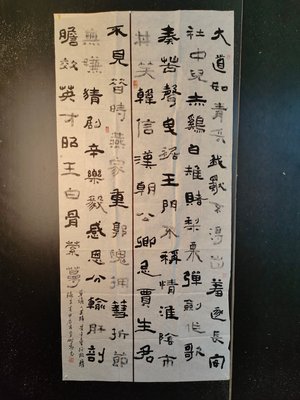 大道如青天我獨不得出羞逐長安
社中兒赤雞白雉賭梨栗彈劍作歌
奏苦聲曳裾王門不稱情淮陰市
井笑韓信漢朝公卿忌賈生君
不見昔時燕家重郭隗擁彗折節
無嫌猜劇辛樂毅感恩分輸肝剖
膽效英才昭王白骨縈蔓